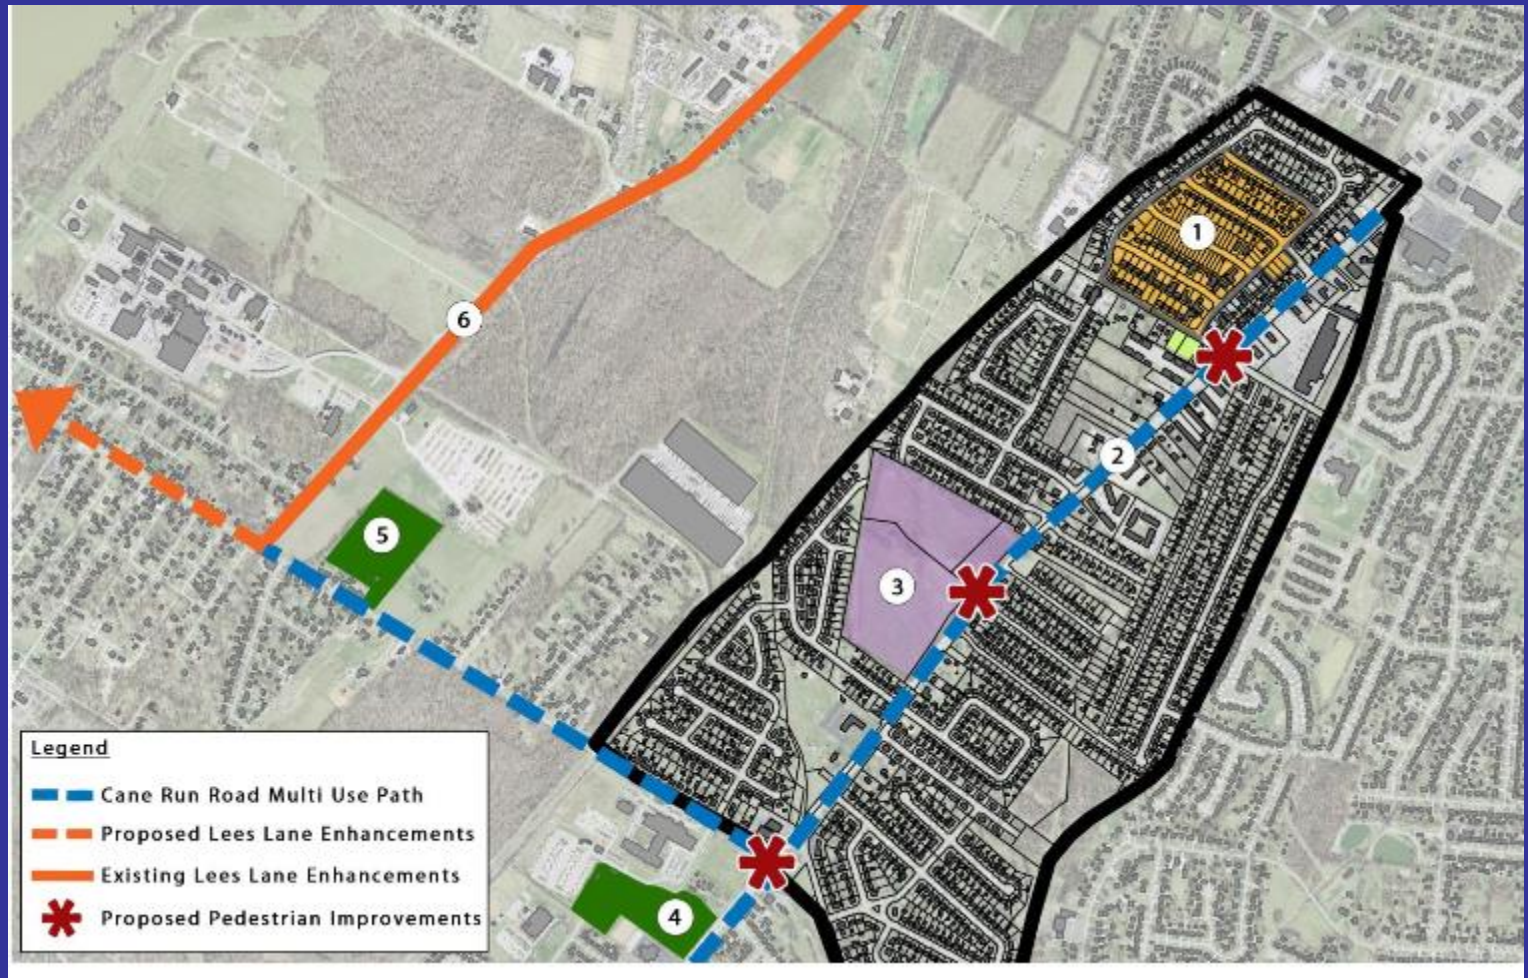 1
2
3
4
5
6
Legend
Cane Run Road Multi Use Path
Proposed Lees Lane Enhancements
Existing Lees Lane Enhancements
Proposed Pedestrian Improvements